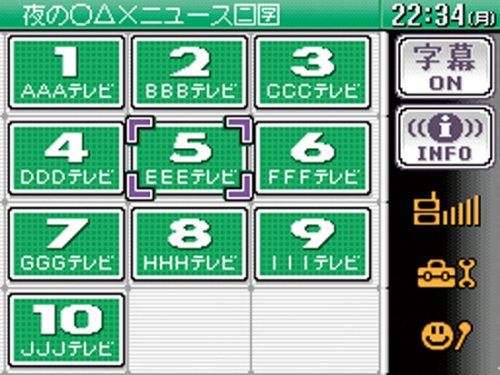 夜の○△×ニュース二字
22:34(月)
1
AAAテレビ
2
BBBテレビ
3
CCCテレビ
字幕
ON
4
DDDテレビ
5
EEEテレビ
6
FFFテレビ
INFO
7
GGGテレビ
8
HHHテレビ
9
IIIテレビ
10
JJJテレビ